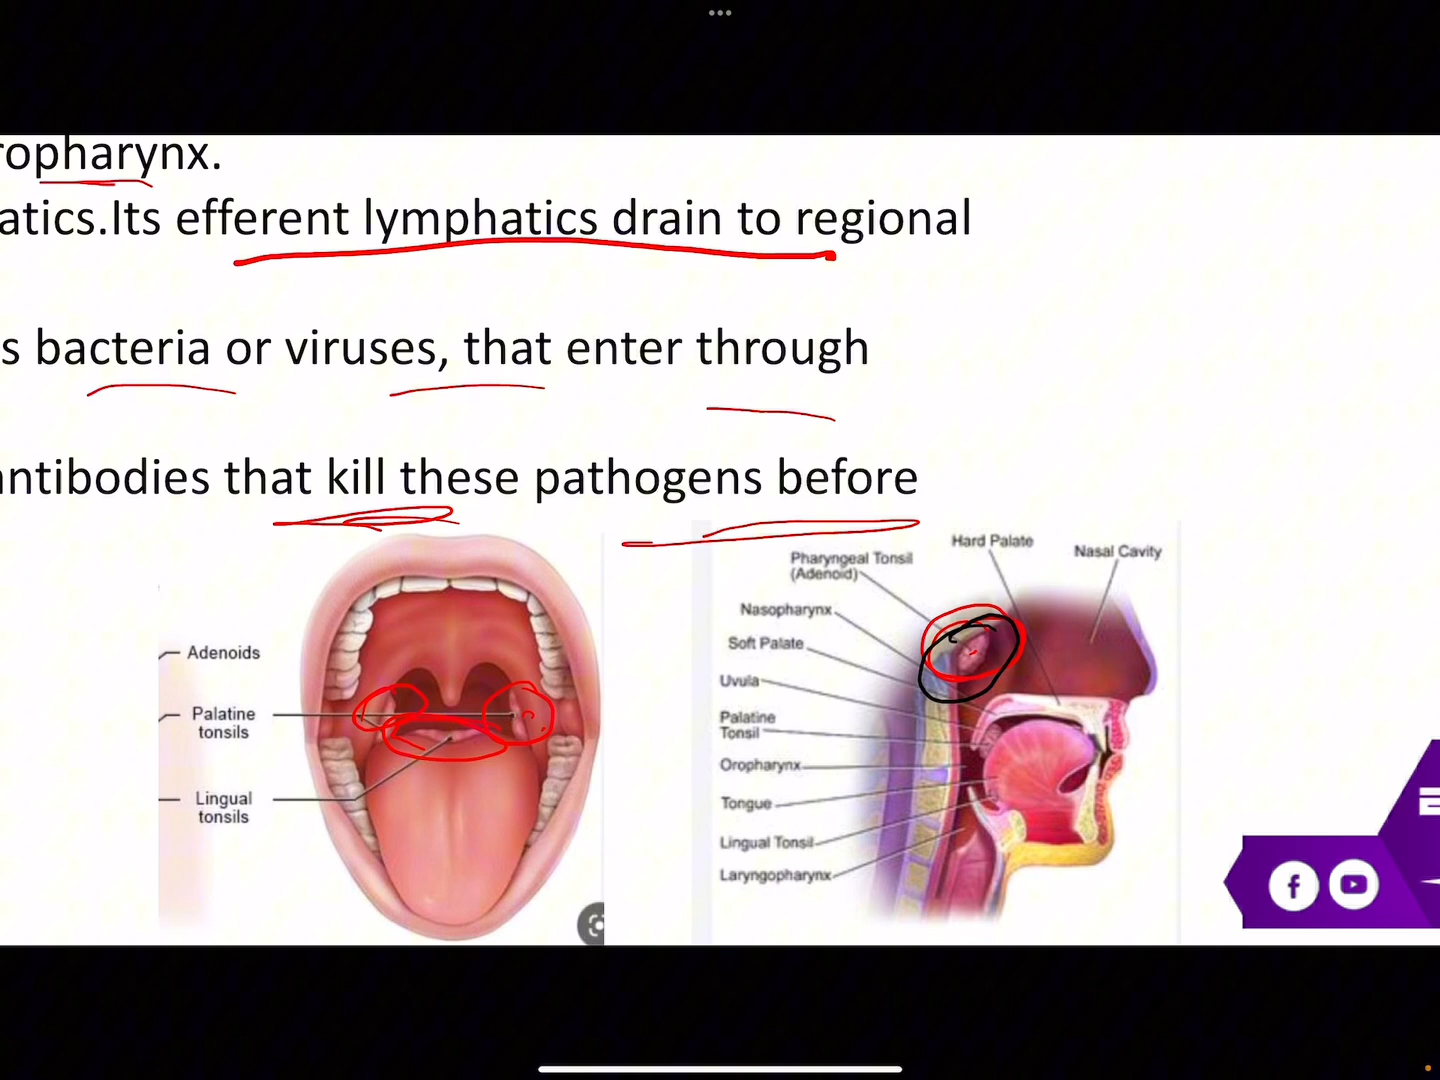 ropharynx.
atics.Its efferent lymphatics drain to regional
s bacteria or viruses, that enter through
antibodies that kill these pathogens before
Adenoids
Palatine
tonsils
Lingual
tonsils
Hard Palate
Nasal Cavity
Pharyngeal Tonsil
(Adenoid)
Nasopharynx
Soft Palate
Uvula
Palatine
Tonsil
Oropharynx
Tongue
Lingual Tonsil
Laryngopharynx